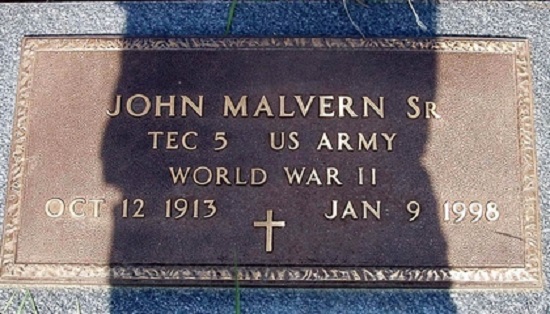 JOHN MALVERN SR
TEC 5 US ARMY
WORLD WAR II
OCT 12 1913 JAN 9 1998